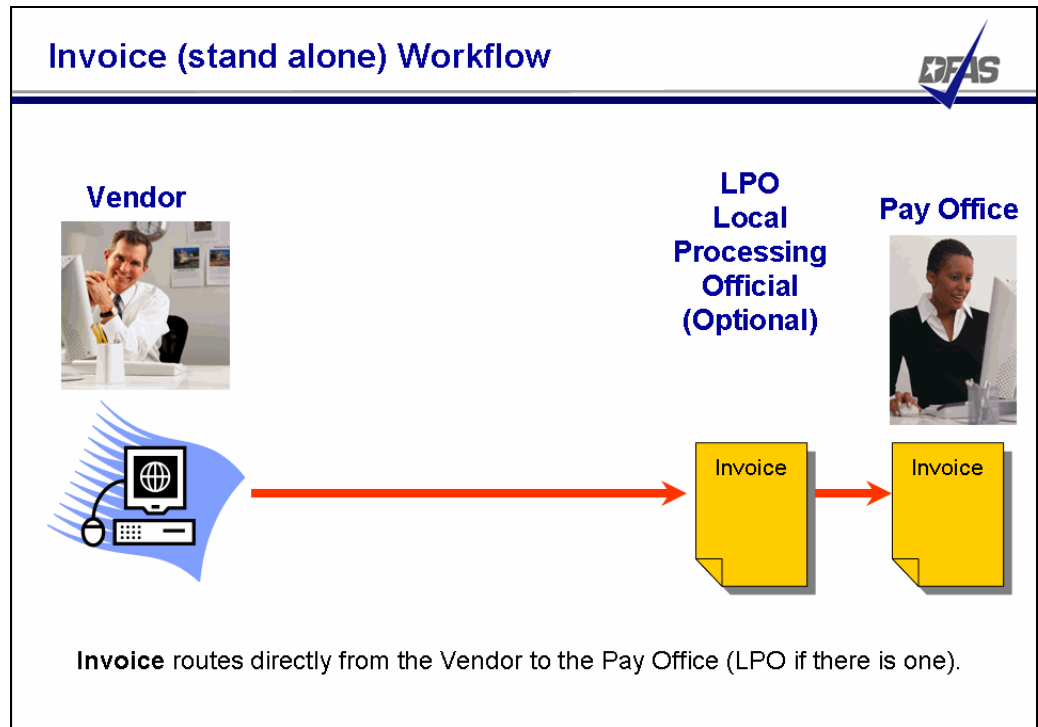 Invoice (stand alone) Workflow
DFAS
Vendor
LPO
Local
Processing
Official
(Optional)
Pay Office
Invoice
Invoice
Invoice routes directly from the Vendor to the Pay Office (LPO if there is one).